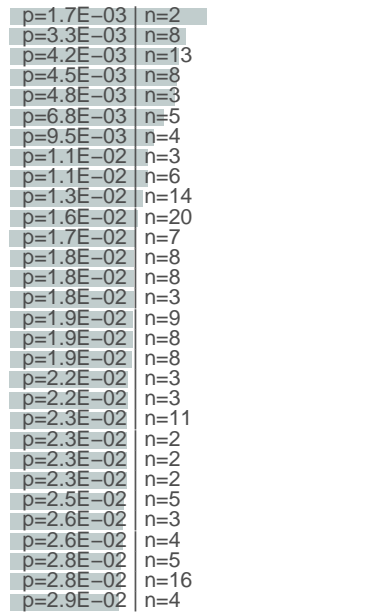 p=1.7E−03 | n=2
p=3.3E−03 | n=8
p=4.2E−03 | n=13
p=4.5E−03 | n=8
p=4.8E−03 | n=3
p=6.8E−03 | n=5
p=9.5E−03 | n=4
p=1.1E−02 | n=3
p=1.1E−02 | n=6
p=1.3E−02 | n=14
p=1.6E−02 | n=20
p=1.7E−02 | n=7
p=1.8E−02 | n=8
p=1.8E−02 | n=8
p=1.8E−02 | n=3
p=1.9E−02 | n=9
p=1.9E−02 | n=8
p=1.9E−02 | n=8
p=2.2E−02 | n=3
p=2.2E−02 | n=3
p=2.3E−02 | n=11
p=2.3E−02 | n=2
p=2.3E−02 | n=2
p=2.3E−02 | n=2
p=2.5E−02 | n=5
p=2.6E−02 | n=3
p=2.6E−02 | n=4
p=2.8E−02 | n=5
p=2.8E−02 | n=16
p=2.9E−02 | n=4